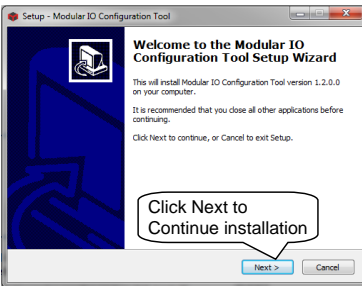 Setup - Modular IO Configuration Tool
Welcome to the Modular IO
Configuration Tool Setup Wizard
This will install Modular IO Configuration Tool version 1.2.0.0
on your computer.
It is recommended that you close all other applications before
continuing.
Click Next to continue, or Cancel to exit Setup.
Click Next to
Continue installation
Next >
Cancel